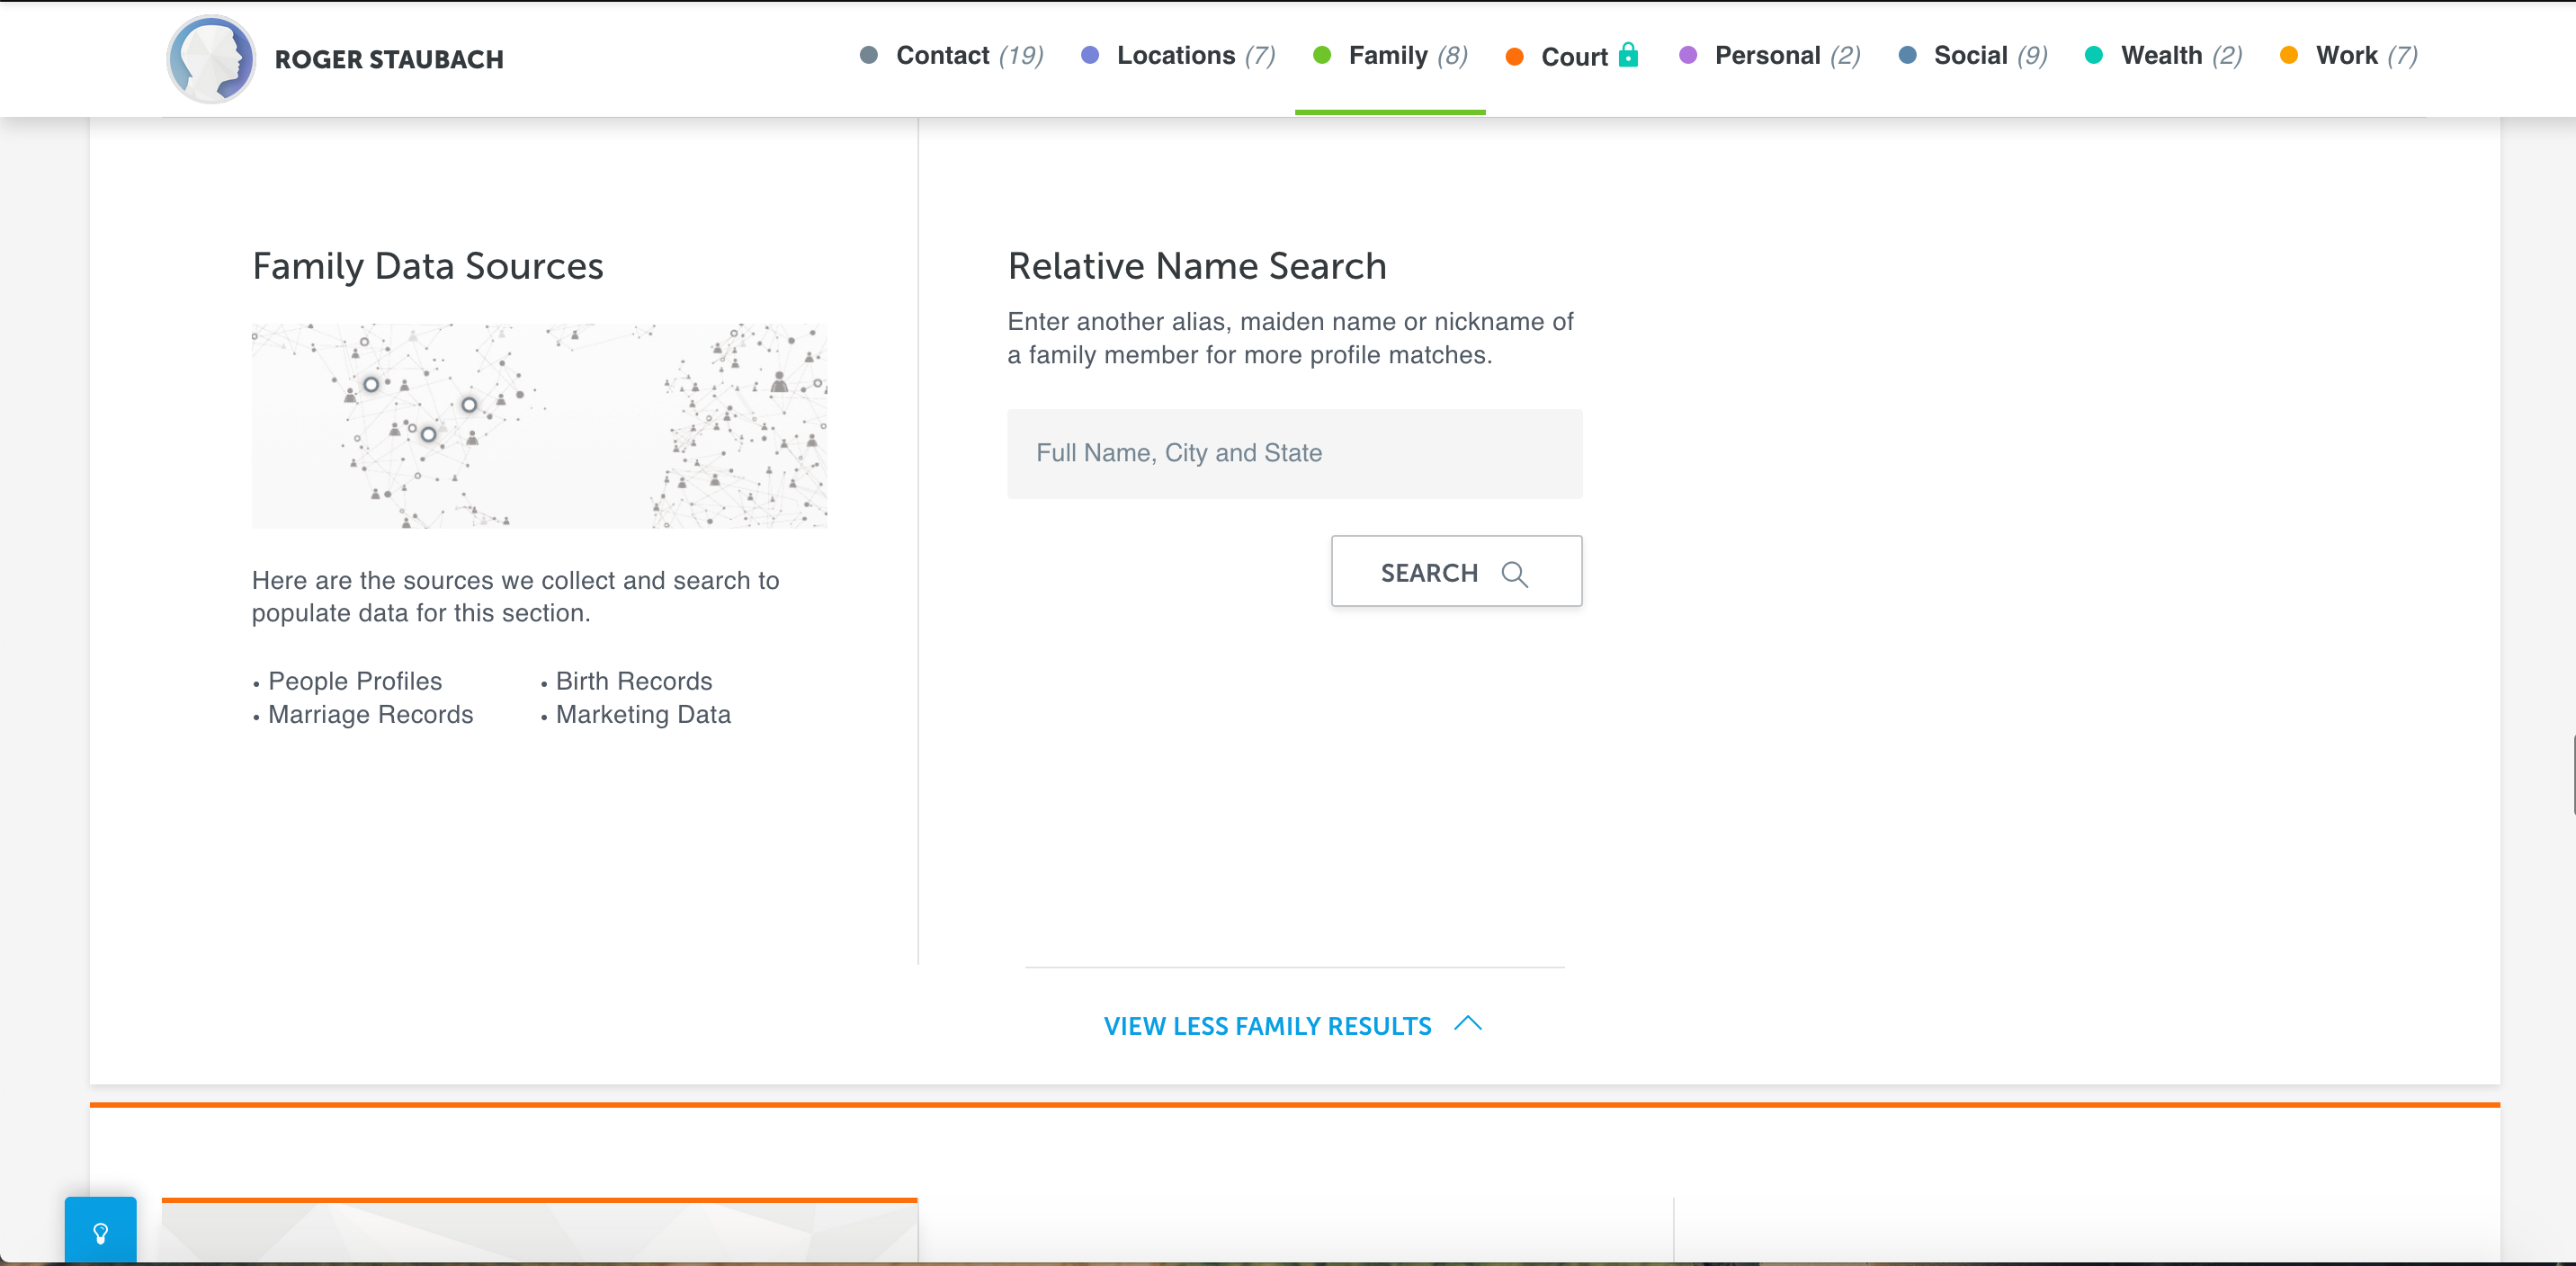 ROGER STAUBACH
Contact (19) Locations (7) Family (8) Court Personal (2) Social (9) Wealth (2) Work (7)
Family Data Sources
Here are the sources we collect and search to
populate data for this section.
• People Profiles
• Marriage Records
• Birth Records
• Marketing Data
Relative Name Search
Enter another alias, maiden name or nickname of
a family member for more profile matches.
Full Name, City and State
SEARCH
VIEW LESS FAMILY RESULTS